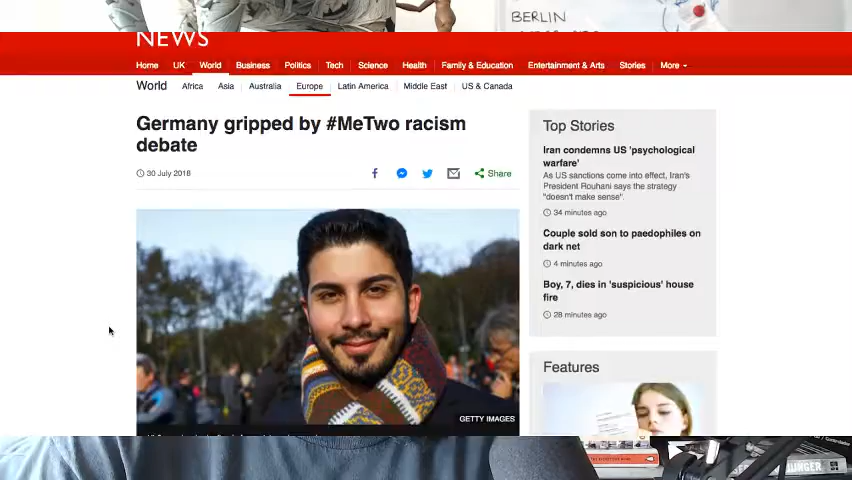 BERLIN
NEWS
Home UK World Business Politics Tech Science Health Family & Education Entertainment & Arts Stories More
World Africa Asia Australia Europe Latin America Middle East US & Canada
Germany gripped by #MeTwo racism
debate
30 July 2018
Share
GETTY IMAGES
Top Stories
Iran condemns US 'psychological
warfare'
As US sanctions come into effect, Iran's
President Rouhani says the strategy
"doesn't make sense".
34 minutes ago
Couple sold son to paedophiles on
dark net
4 minutes ago
Boy, 7, dies in 'suspicious' house
fire
28 minutes ago
Features